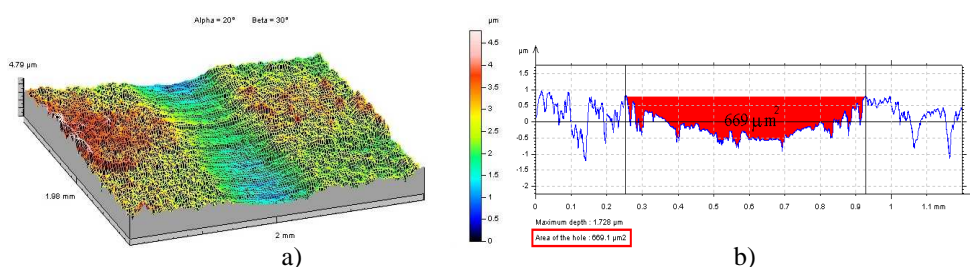 Alpha = 20° Beta = 30°
µm
4.5
4
3.5
3
2.5
2
1.5
1
0.5
0
4.79 µm
1.98 mm
2 mm
a)
µm
1.5
1
0.5
0
-0.5
-1
-1.5
-2
669 µm²
0 0.1 0.2 0.3 0.4 0.5 0.6 0.7 0.8 0.9 1 1.1 mm
Maximum depth : 1.728 µm
Area of the hole : 669.1 µm2
b)